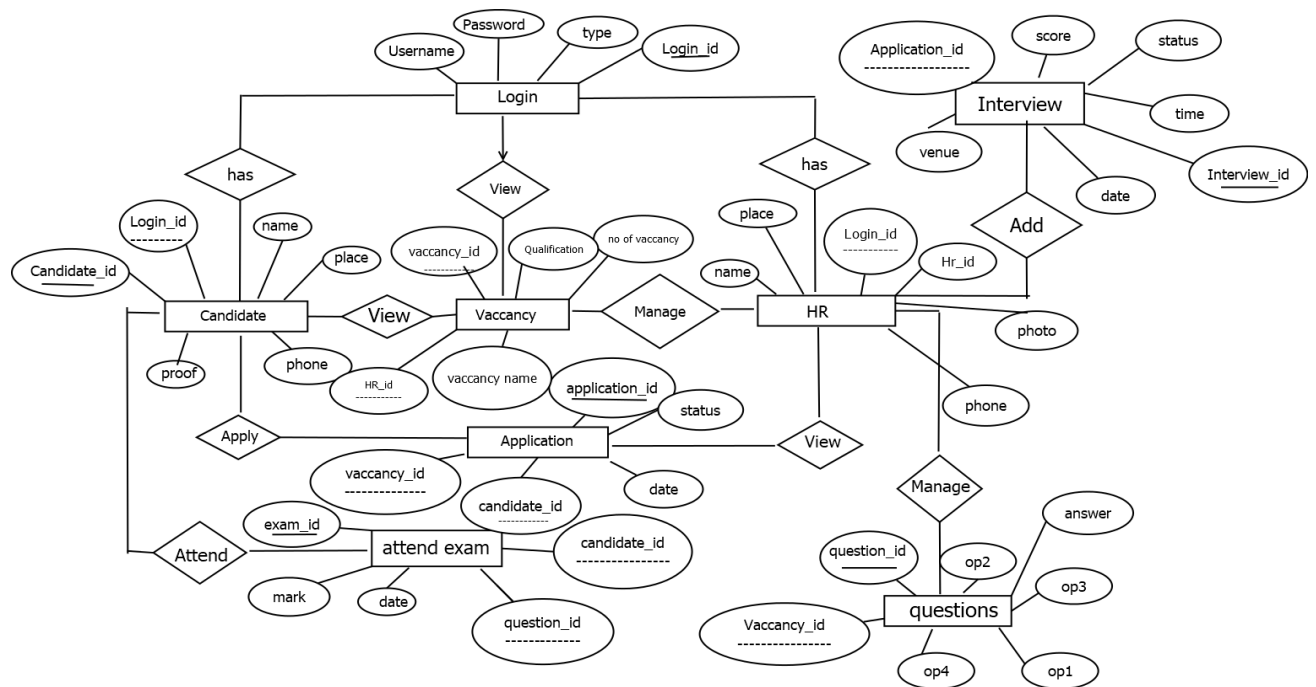 Password
type
Username
Login_id
Login
Application_id
score
status
Interview
time
venue
Interview_id
date
Add
has
View
has
Login_id
name
place
Candidate_id
Candidate
proof
phone
View
vaccancy_id
Qualification
no of vaccancy
Vaccancy
HR_id
vaccancy name
Manage
place
Login_id
name
Hr_id
HR
photo
phone
Apply
application_id
status
Application
View
vaccancy_id
candidate_id
date
Manage
exam_id
Attend
attend exam
candidate_id
mark
date
question_id
question_id
op2
answer
op3
questions
Vaccancy_id
op4
op1